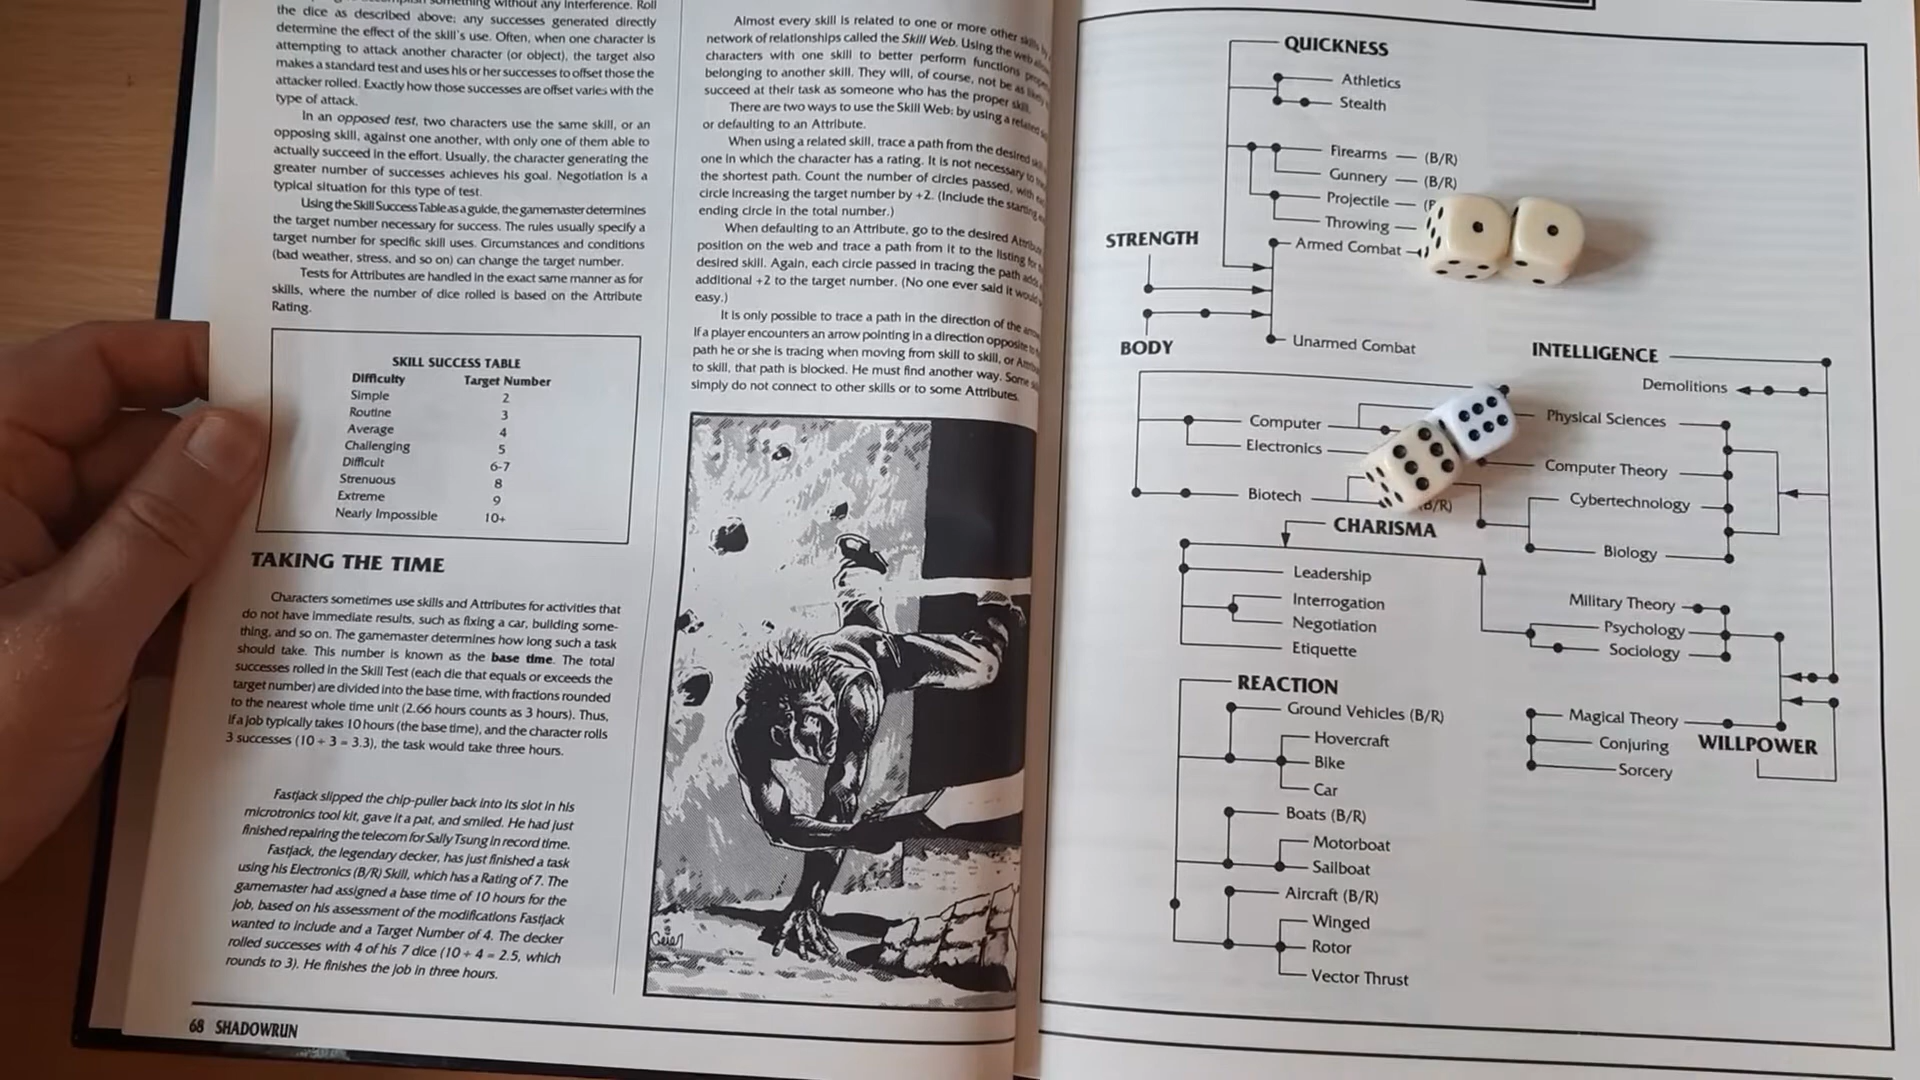 something without any interference. Roll
the dice as described above; any successes generated directly
determine the effect of the skill's use. Often, when one character is
attempting to attack another character (or object), the target also
makes a standard test and uses his or her successes to offset those the
attacker rolled. Exactly how those successes are offset varies with the
type of attack.
In an opposed test, two characters use the same skill, or an
opposing skill, against one another, with only one of them able to
actually succeed in the effort. Usually, the character generating the
greater number of successes achieves his goal. Negotiation is a
typical situation for this type of test.
Using the Skill Success Table as a guide, the gamemaster determines
the target number necessary for success. The rules usually specify a
target number for specific skill uses. Circumstances and conditions
(bad weather, stress, and so on) can change the target number.
Tests for Attributes are handled in the exact same manner as for
skills, where the number of dice rolled is based on the Attribute
Rating.
SKILL SUCCESS TABLE
Difficulty Target Number
Simple 2
Routine 3
Average 4
Challenging 5
Difficult 6-7
Strenuous 8
Extreme 9
Nearly Impossible 10+
TAKING THE TIME
Characters sometimes use skills and Attributes for activities that
do not have immediate results, such as fixing a car, building some-
thing, and so on. The gamemaster determines how long such a task
should take. This number is known as the base time. The total
successes rolled in the Skill Test (each die that equals or exceeds the
target number) are divided into the base time, with fractions rounded
to the nearest whole time unit (2.66 hours counts as 3 hours). Thus,
if a job typically takes 10 hours (the base time), and the character rolls
3 successes (10 ÷ 3 = 3.3), the task would take three hours.
Fastjack slipped the chip-puller back into its slot in his
microtronics tool kit, gave it a pat, and smiled. He had just
finished repairing the telecom for Sally Tsung in record time.
Fastjack, the legendary decker, has just finished a task
using his Electronics (B/R) Skill, which has a Rating of 7. The
gamemaster had assigned a base time of 10 hours for the
job, based on his assessment of the modifications Fastjack
wanted to include and a Target Number of 4. The decker
rolled successes with 4 of his 7 dice (10 ÷ 4 = 2.5, which
rounds to 3). He finishes the job in three hours.
68 SHADOWRUN
Almost every skill is related to one or more other skills
network of relationships called the Skill Web. Using the web
characters with one skill to better perform functions
belonging to another skill. They will, of course, not be as likely
succeed at their task as someone who has the proper skill.
There are two ways to use the Skill Web: by using a related
or defaulting to an Attribute.
When using a related skill, trace a path from the desired
one in which the character has a rating. It is not necessary to
the shortest path. Count the number of circles passed, with
circle increasing the target number by +2. (Include the starting
ending circle in the total number.)
When defaulting to an Attribute, go to the desired
position on the web and trace a path from it to the listing for
desired skill. Again, each circle passed in tracing the path
additional +2 to the target number. (No one ever said it would
easy.)
It is only possible to trace a path in the direction of the
If a player encounters an arrow pointing in a direction opposite
path he or she is tracing when moving from skill to skill, or
to skill, that path is blocked. He must find another way. Some
simply do not connect to other skills or to some Attributes.
QUICKNESS
Athletics
Stealth
Firearms — (B/R)
Gunnery — (B/R)
Projectile
Throwing
STRENGTH
Armed Combat
BODY
Unarmed Combat
INTELLIGENCE
Demolitions
Computer
Physical Sciences
Electronics
Computer Theory
Biotech
(B/R)
Cybertechnology
CHARISMA
Biology
Leadership
Interrogation
Military Theory
Negotiation
Psychology
Etiquette
Sociology
REACTION
Ground Vehicles (B/R)
Magical Theory
Hovercraft
Conjuring
WILLPOWER
Bike
Sorcery
Car
Boats (B/R)
Motorboat
Sailboat
Aircraft (B/R)
Winged
Rotor
Vector Thrust